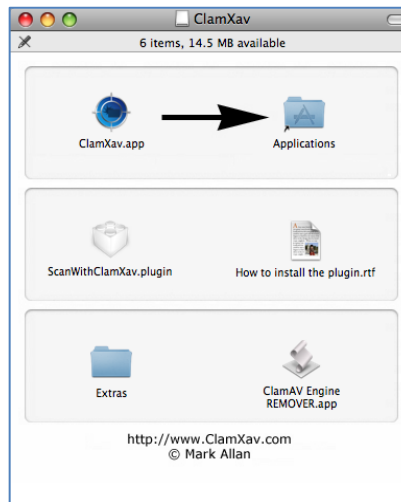 ClamXav
6 items, 14.5 MB available
ClamXav.app
Applications
ScanWithClamXav.plugin
How to install the plugin.rtf
Extras
ClamAV Engine
REMOVER.app
http://www.ClamXav.com
© Mark Allan